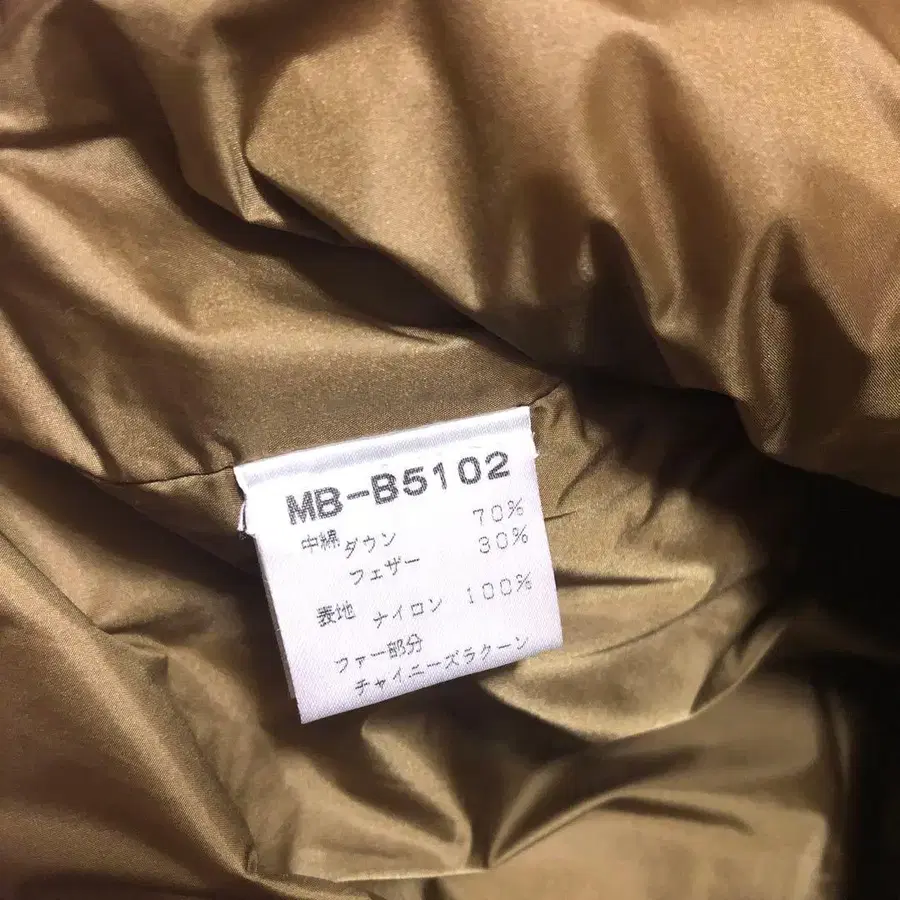 MB-B5102
中綿 ダウン 70%
フェザー 30%
表地 ナイロン 100%
ファー部分
チャイニーズラクーン